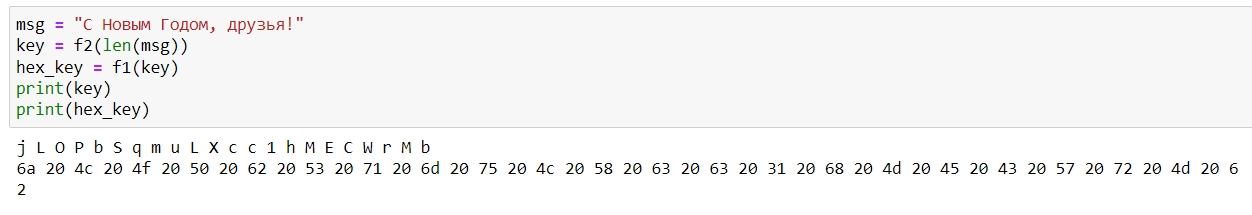 msg = "С Новым Годом, друзья!"
key = f2(len(msg))
hex_key = f1(key)
print(key)
print(hex_key)
j L O P b S q m u L X c c 1 h M E C W r M b
6a 20 4c 20 4f 20 50 20 62 20 53 20 71 20 6d 20 75 20 4c 20 58 20 63 20 63 20 31 20 68 20 4d 20 45 20 43 20 57 20 72 20 4d 20 6
2